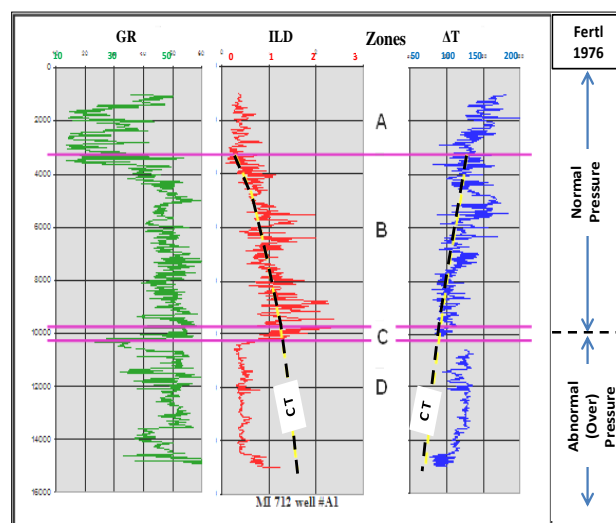 GR ILD Zones ΔT Fertl 1976
10 30 50 60 0 1 2 3 50 100 150 200
0
2000 A
4000
6000 B
8000
10000 C
12000 D
14000
16000
CT CT
Normal Pressure
Abnormal (Over) Pressure
MI 712 well #A1